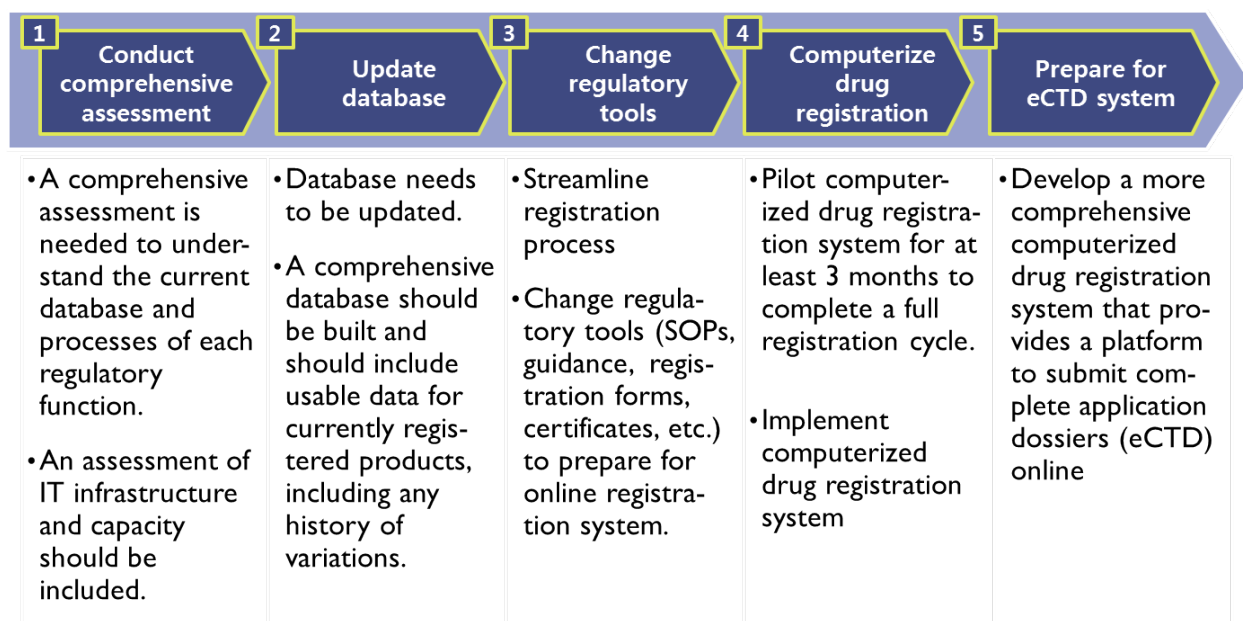 1
Conduct
comprehensive
assessment
2
Update
database
3
Change
regulatory
tools
4
Computerize
drug
registration
5
Prepare for
eCTD system
•A comprehensive
assessment is
needed to under-
stand the current
database and
processes of each
regulatory
function.
•An assessment of
IT infrastructure
and capacity
should be
included.
•Database needs
to be updated.
•A comprehensive
database should
be built and
should include
usable data for
currently regis-
tered products,
including any
history of
variations.
•Streamline
registration
process
•Change regula-
tory tools (SOPs,
guidance, regis-
tration forms,
certificates, etc.)
to prepare for
online registra-
tion system.
•Pilot computer-
ized drug registra-
tion system for at
least 3 months to
complete a full
registration cycle.
•Implement
computerized
drug registration
system
•Develop a more
comprehensive
computerized
drug registration
system that pro-
vides a platform
to submit com-
plete application
dossiers (eCTD)
online